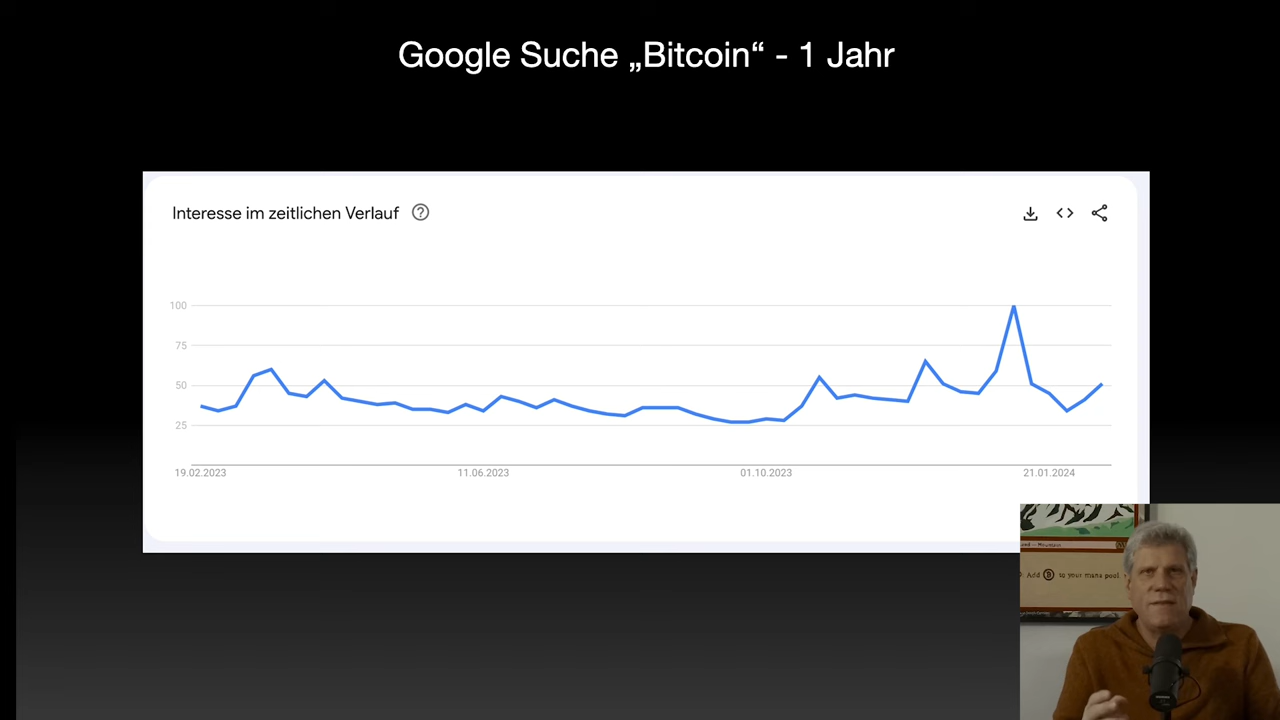 Google Suche „Bitcoin“ - 1 Jahr
Interesse im zeitlichen Verlauf
100
75
50
25
19.02.2023
11.06.2023
01.10.2023
21.01.2024
Mountain
Add to your mana pool